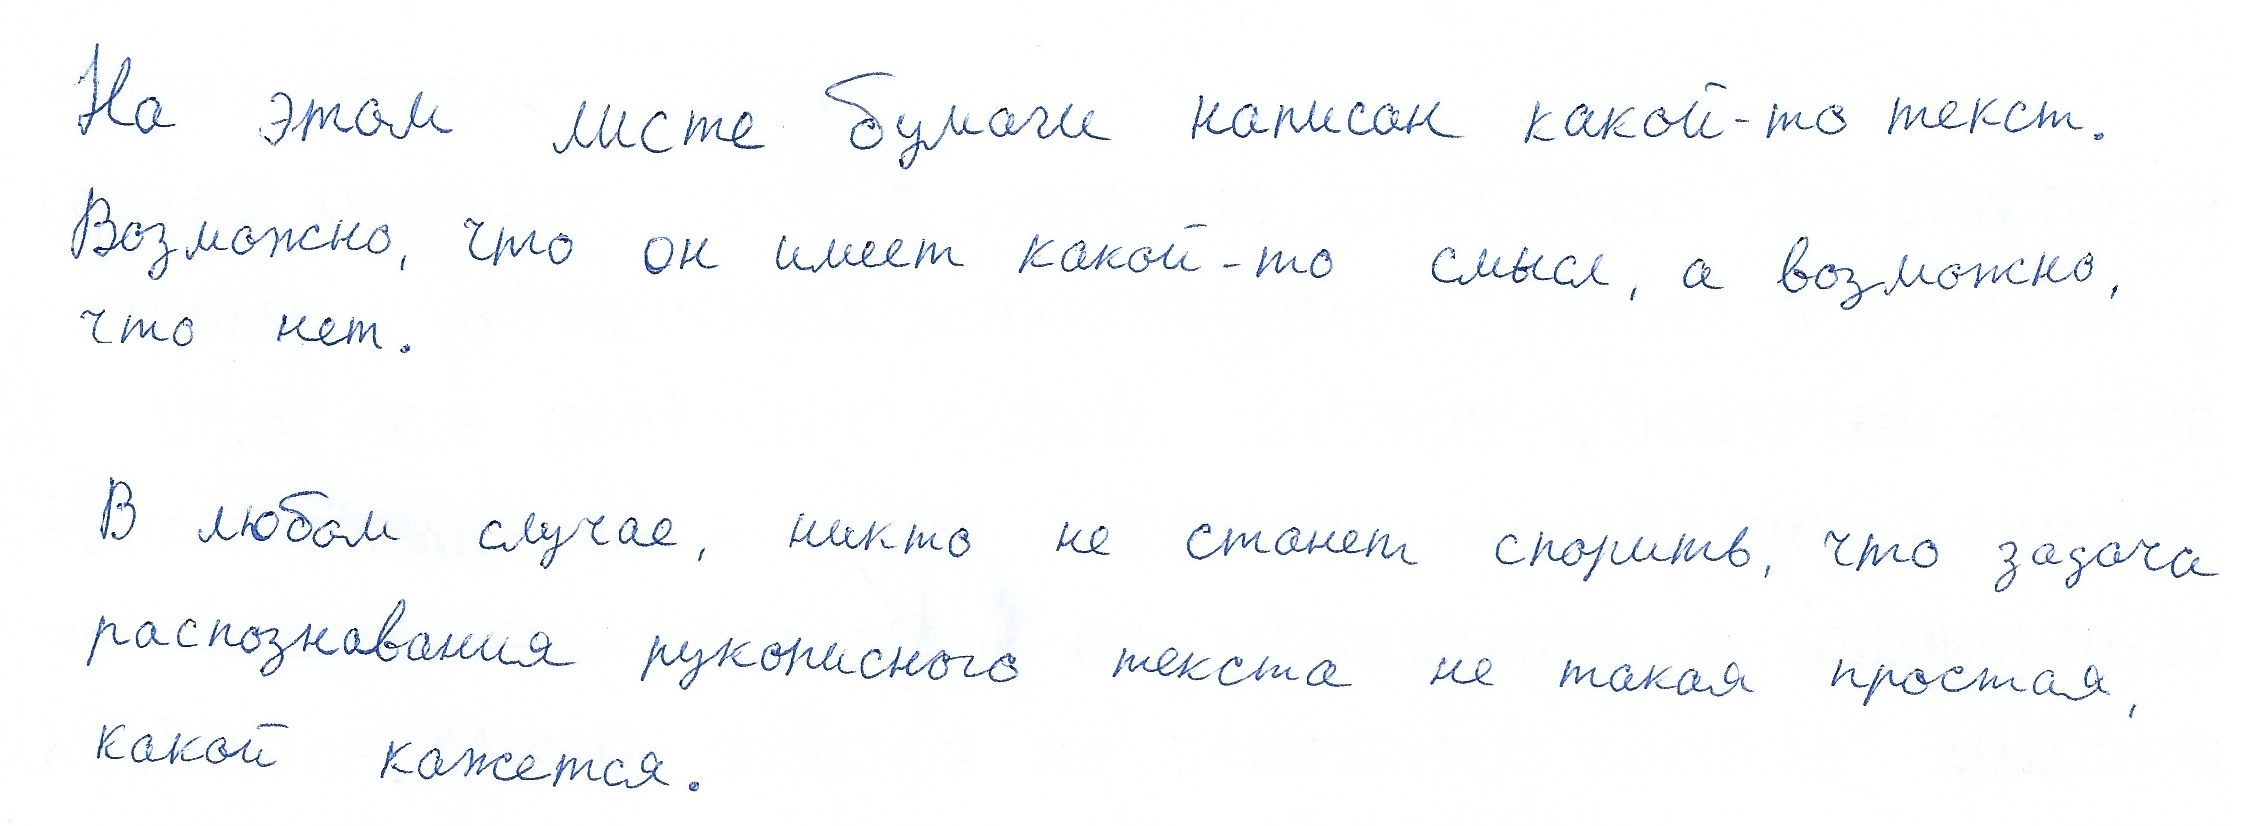 На этом листе бумаги написан какой-то текст.
Возможно, что он имеет какой-то смысл, а возможно,
что нет.
В любом случае, никто не станет спорить, что задача
распознавания рукописного текста не такая простая,
какой кажется.